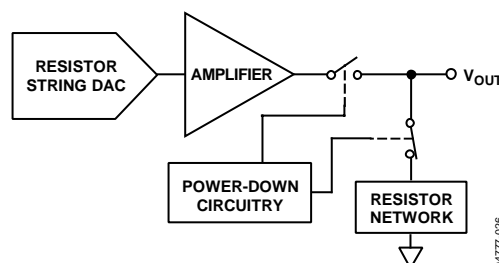 RESISTOR
STRING DAC
AMPLIFIER
VOUT
POWER-DOWN
CIRCUITRY
RESISTOR
NETWORK